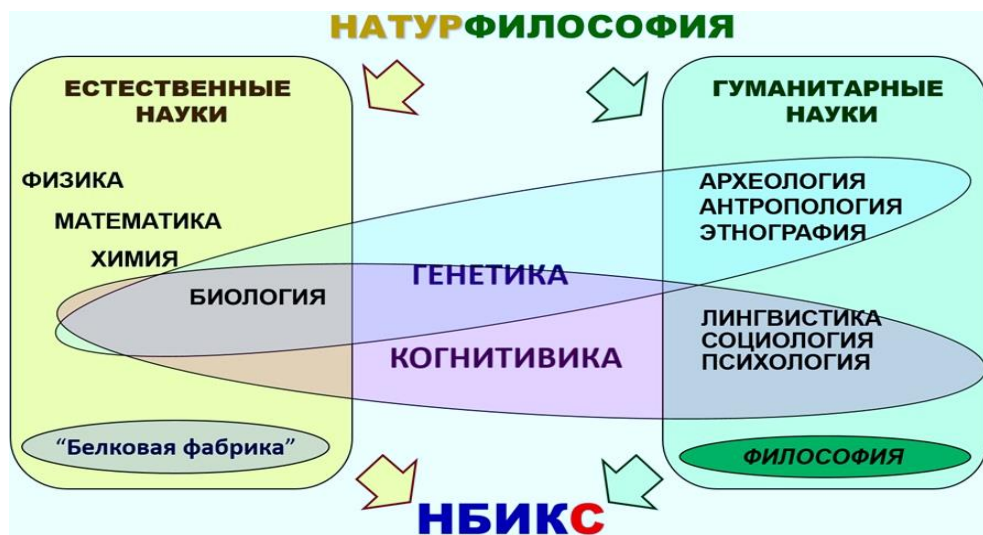 НАТУРФИЛОСОФИЯ
ЕСТЕСТВЕННЫЕ
НАУКИ
ФИЗИКА
МАТЕМАТИКА
ХИМИЯ
БИОЛОГИЯ
“Белковая фабрика”
ГЕНЕТИКА
КОГНИТИВИКА
ГУМАНИТАРНЫЕ
НАУКИ
АРХЕОЛОГИЯ
АНТРОПОЛОГИЯ
ЭТНОГРАФИЯ
ЛИНГВИСТИКА
СОЦИОЛОГИЯ
ПСИХОЛОГИЯ
ФИЛОСОФИЯ
НБИКС